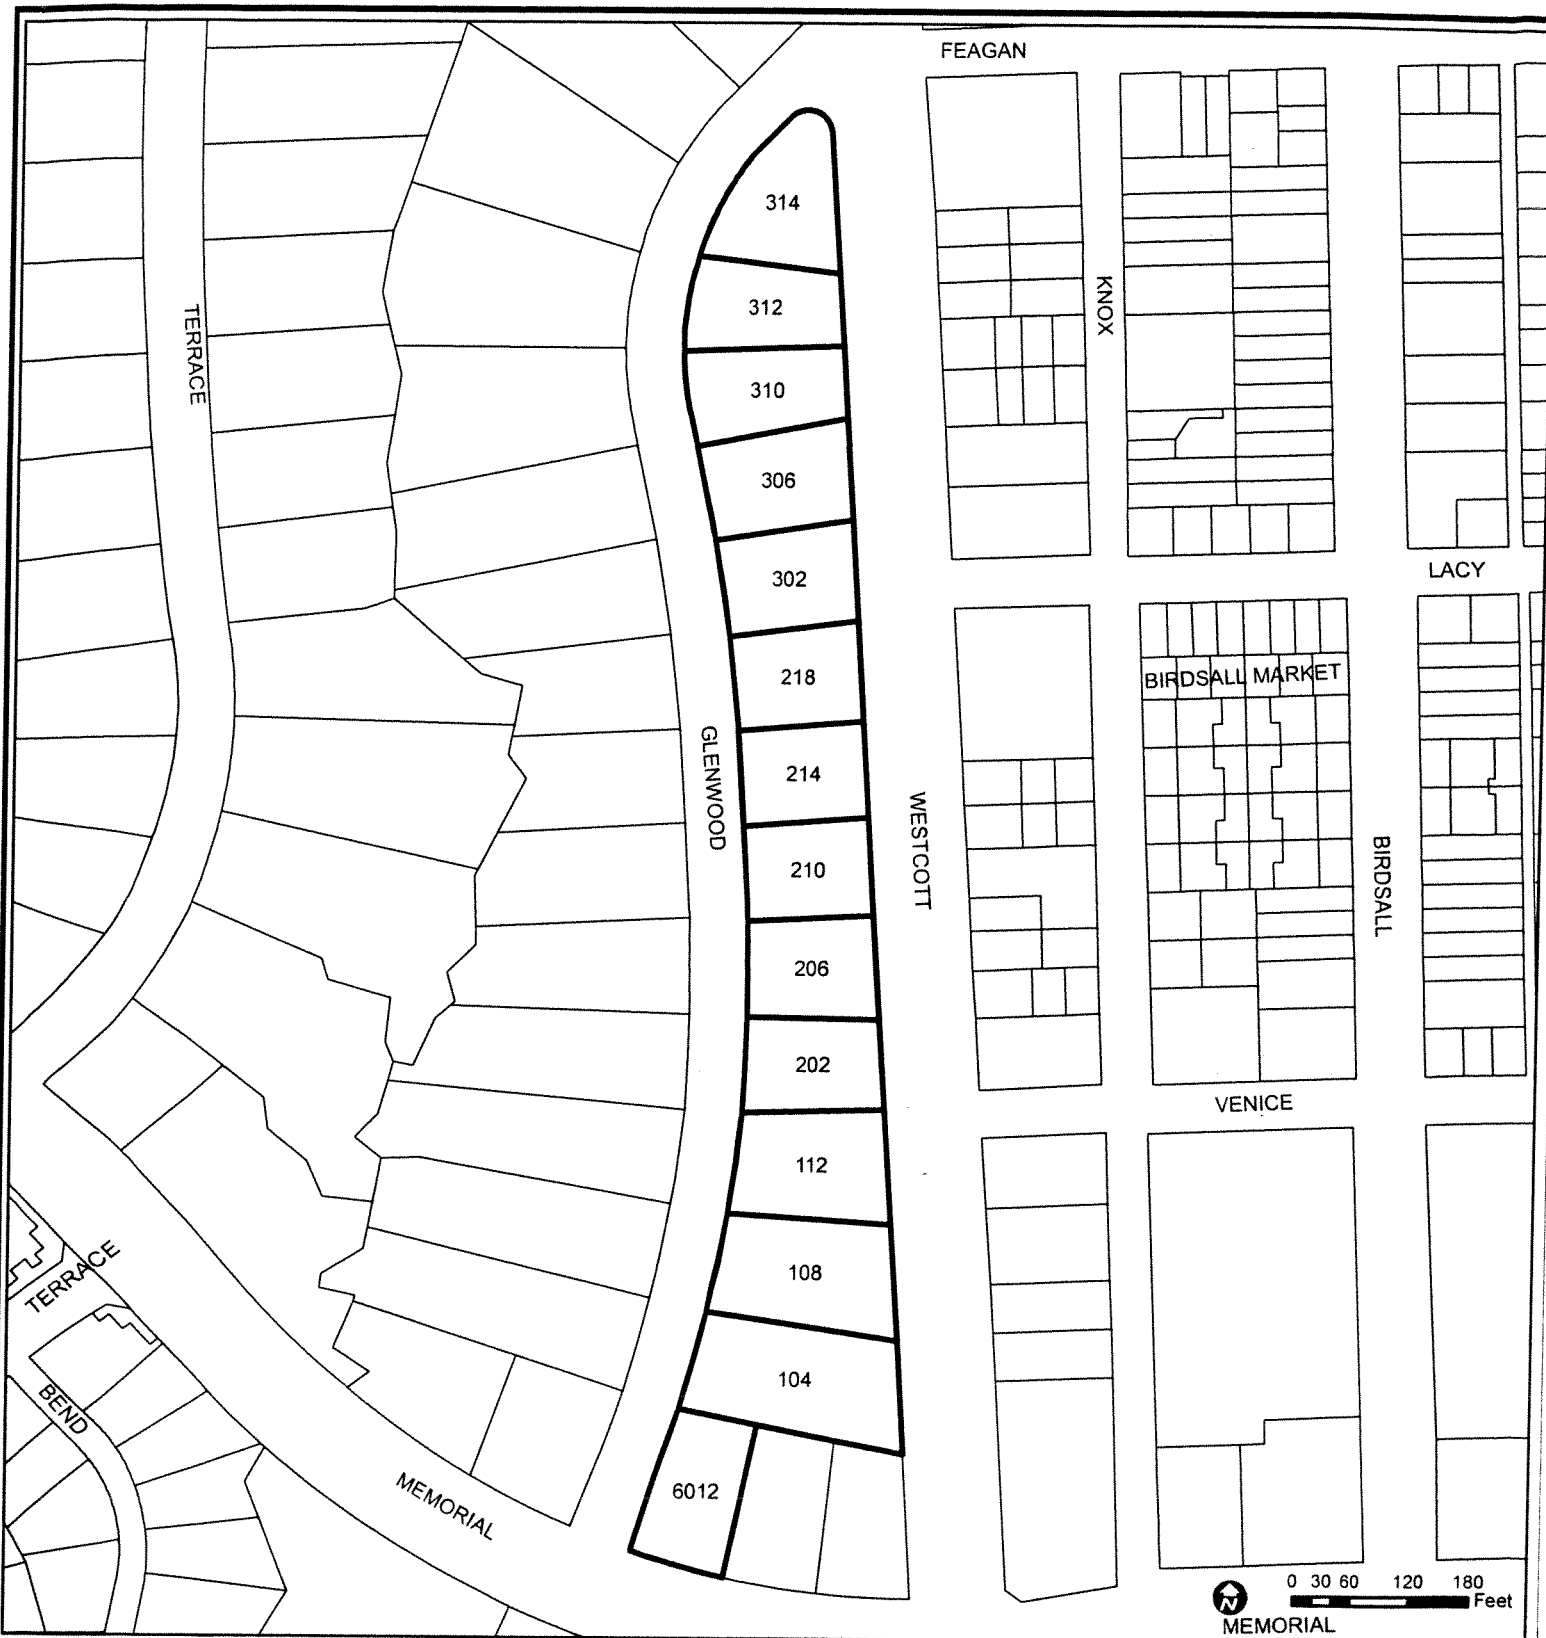 FEAGAN
314
KNOX
312
TERRACE
310
306
302
LACY
218
BIRDSALL MARKET
GLENWOOD
214
WESTCOTT
BIRDSALL
210
206
202
VENICE
112
TERRACE
108
104
BEND
6012
MEMORIAL
0 30 60 120 180
Feet
N
MEMORIAL